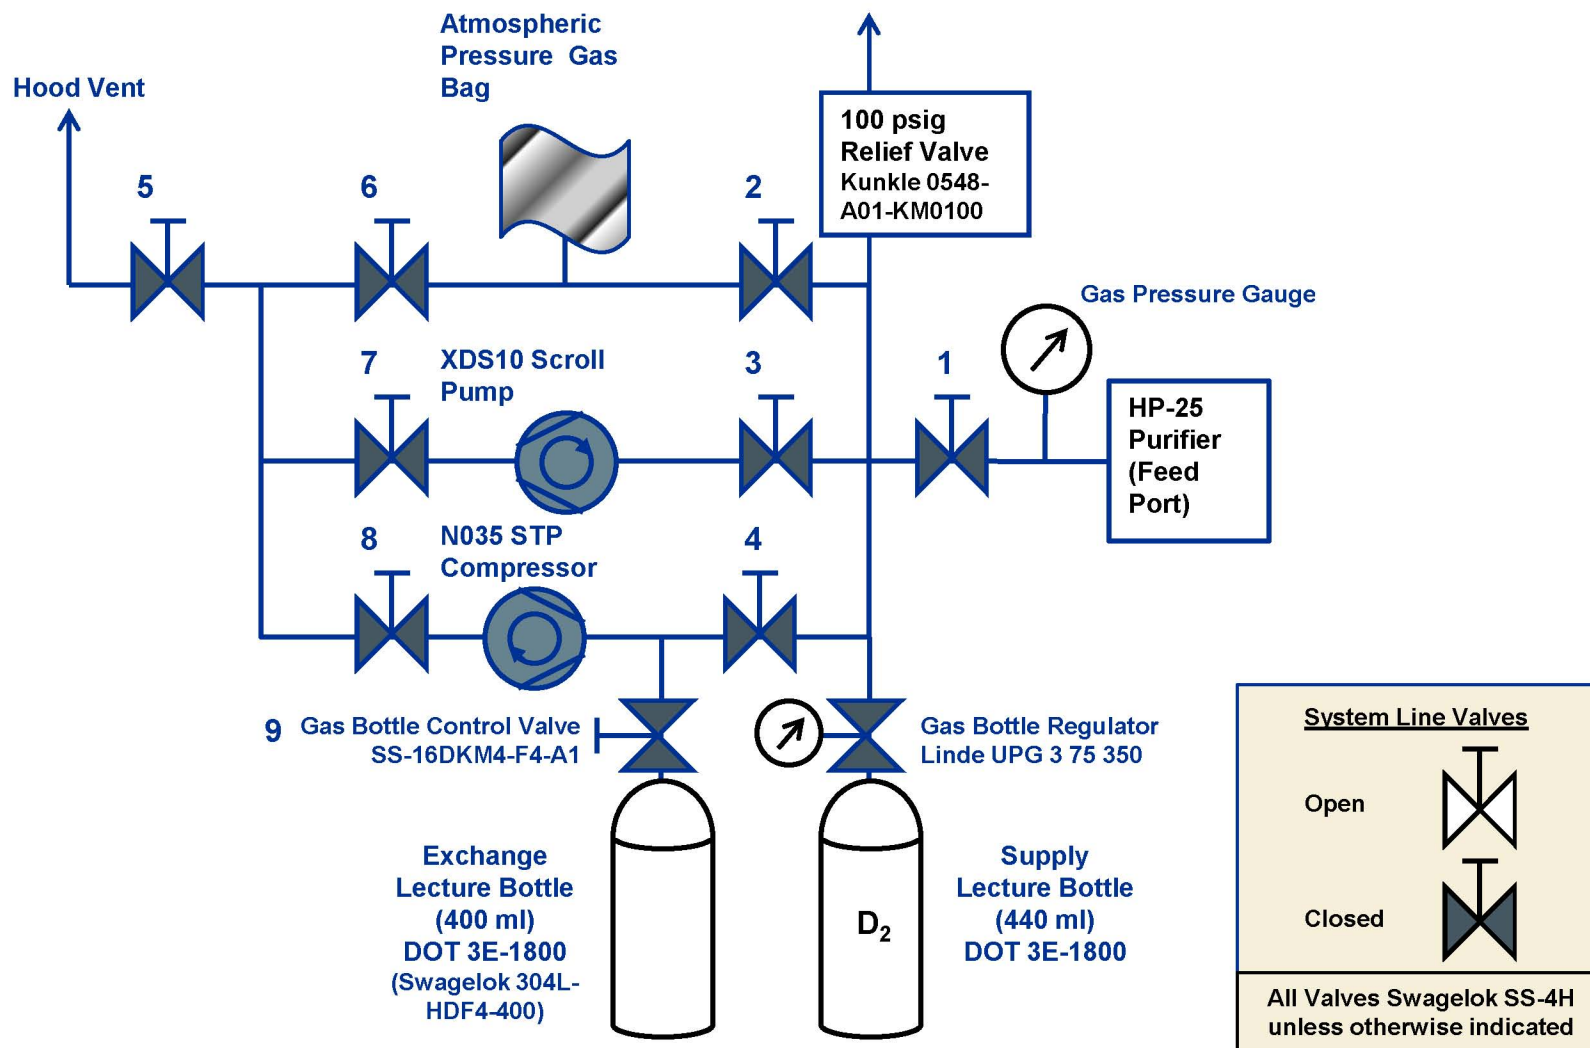 Atmospheric
Pressure Gas
Bag
Hood Vent
100 psig
Relief Valve
Kunkle 0548-
A01-KM0100
5
6
2
Gas Pressure Gauge
7
XDS10 Scroll
Pump
3
1
HP-25
Purifier
(Feed
Port)
8
N035 STP
Compressor
4
9
Gas Bottle Control Valve
SS-16DKM4-F4-A1
Gas Bottle Regulator
Linde UPG 3 75 350
Exchange
Lecture Bottle
(400 ml)
DOT 3E-1800
(Swagelok 304L-
HDF4-400)
D₂
Supply
Lecture Bottle
(440 ml)
DOT 3E-1800
System Line Valves
Open
Closed
All Valves Swagelok SS-4H
unless otherwise indicated